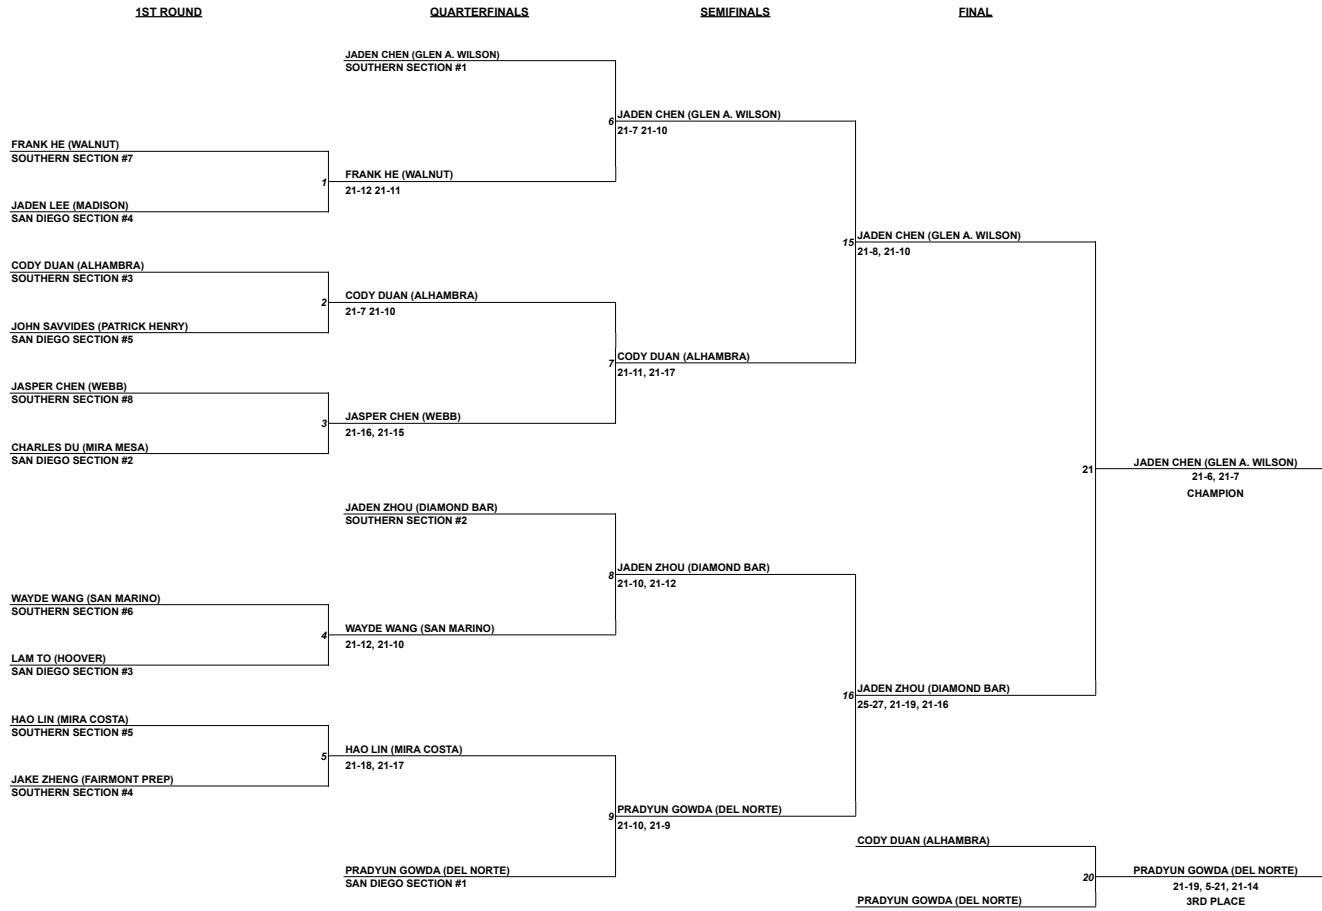 1ST ROUND
QUARTERFINALS
SEMIFINALS
FINAL
JADEN CHEN (GLEN A. WILSON)
SOUTHERN SECTION #1
6
JADEN CHEN (GLEN A. WILSON)
21-7 21-10
FRANK HE (WALNUT)
SOUTHERN SECTION #7
1
FRANK HE (WALNUT)
21-12 21-11
JADEN LEE (MADISON)
SAN DIEGO SECTION #4
15
JADEN CHEN (GLEN A. WILSON)
21-8, 21-10
CODY DUAN (ALHAMBRA)
SOUTHERN SECTION #3
2
CODY DUAN (ALHAMBRA)
21-7 21-10
JOHN SAVVIDES (PATRICK HENRY)
SAN DIEGO SECTION #5
7
CODY DUAN (ALHAMBRA)
21-11, 21-17
JASPER CHEN (WEBB)
SOUTHERN SECTION #8
3
JASPER CHEN (WEBB)
21-16, 21-15
CHARLES DU (MIRA MESA)
SAN DIEGO SECTION #2
21
JADEN CHEN (GLEN A. WILSON)
21-6, 21-7
CHAMPION
JADEN ZHOU (DIAMOND BAR)
SOUTHERN SECTION #2
8
JADEN ZHOU (DIAMOND BAR)
21-10, 21-12
WAYDE WANG (SAN MARINO)
SOUTHERN SECTION #6
4
WAYDE WANG (SAN MARINO)
21-12, 21-10
LAM TO (HOOVER)
SAN DIEGO SECTION #3
16
JADEN ZHOU (DIAMOND BAR)
25-27, 21-19, 21-16
HAO LIN (MIRA COSTA)
SOUTHERN SECTION #5
5
HAO LIN (MIRA COSTA)
21-18, 21-17
JAKE ZHENG (FAIRMONT PREP)
SOUTHERN SECTION #4
9
PRADYUN GOWDA (DEL NORTE)
21-10, 21-9
CODY DUAN (ALHAMBRA)
PRADYUN GOWDA (DEL NORTE)
SAN DIEGO SECTION #1
20
PRADYUN GOWDA (DEL NORTE)
21-19, 5-21, 21-14
3RD PLACE
PRADYUN GOWDA (DEL NORTE)